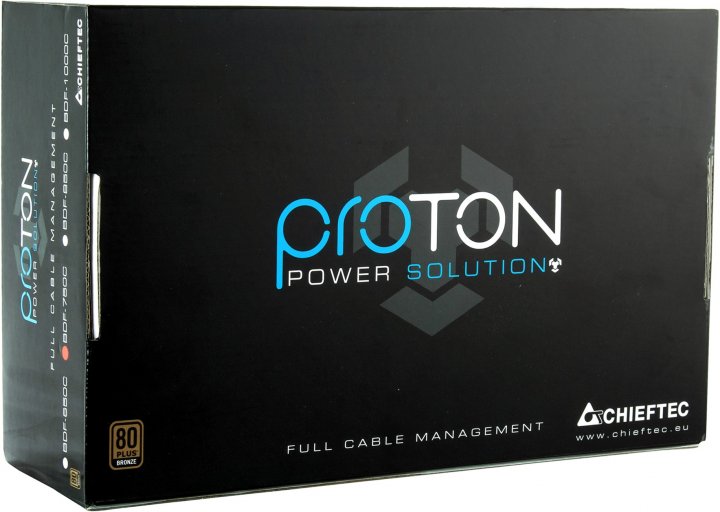 proTON
POWER SOLUTION
80
PLUS
BRONZE
FULL CABLE MANAGEMENT
CHIEFTEC
www.chieftec.eu
proTON
POWER SOLUTION
FULL CABLE MANAGEMENT
BDF-650C BDF-750C BDF-850C BDF-1000C
CHIEFTEC